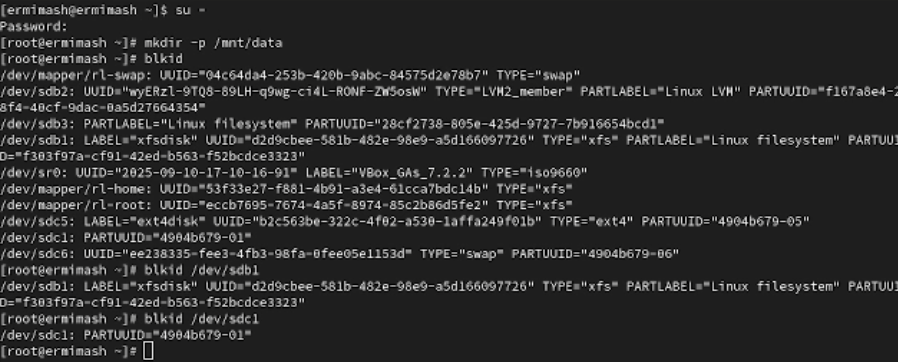 [ermimash@ermimash ~]$ su -
Password:
[root@ermimash ~]# mkdir -p /mnt/data
[root@ermimash ~]# blkid
/dev/mapper/rl-swap: UUID="04c64da4-253b-420b-9abc-84575d2e78b7" TYPE="swap"
/dev/sdb2: UUID="wyERzl-9TQ8-89LH-q9wg-ci4L-RONF-ZW5osW" TYPE="LVM2_member" PARTLABEL="Linux LVM" PARTUUID="f167a8e4-2
8f4-40cf-9dac-0a5d27664354"
/dev/sdb3: PARTLABEL="Linux filesystem" PARTUUID="28cf2738-805e-425d-9727-7b916654bcd1"
/dev/sdb1: LABEL="xfsdisk" UUID="d2d9cbee-581b-482e-98e9-a5d166097726" TYPE="xfs" PARTLABEL="Linux filesystem" PARTUUI
D="f303f97a-cf91-42ed-b563-f52bcdce3323"
/dev/sr0: UUID="2025-09-10-17-10-16-91" LABEL="VBox_GAs_7.2.2" TYPE="iso9660"
/dev/mapper/rl-home: UUID="53f33e27-f881-4b91-a3e4-61cca7bdc14b" TYPE="xfs"
/dev/mapper/rl-root: UUID="eccb7695-7674-4a5f-8974-85c2b86d5fe2" TYPE="xfs"
/dev/sdc5: LABEL="ext4disk" UUID="b2c563be-322c-4f02-a530-1affa249f01b" TYPE="ext4" PARTUUID="4904b679-05"
/dev/sdc1: PARTUUID="4904b679-01"
/dev/sdc6: UUID="ee238335-fee3-4fb3-98fa-0fee05e1153d" TYPE="swap" PARTUUID="4904b679-06"
[root@ermimash ~]# blkid /dev/sdb1
/dev/sdb1: LABEL="xfsdisk" UUID="d2d9cbee-581b-482e-98e9-a5d166097726" TYPE="xfs" PARTLABEL="Linux filesystem" PARTUUI
D="f303f97a-cf91-42ed-b563-f52bcdce3323"
[root@ermimash ~]# blkid /dev/sdc1
/dev/sdc1: PARTUUID="4904b679-01"
[root@ermimash ~]#